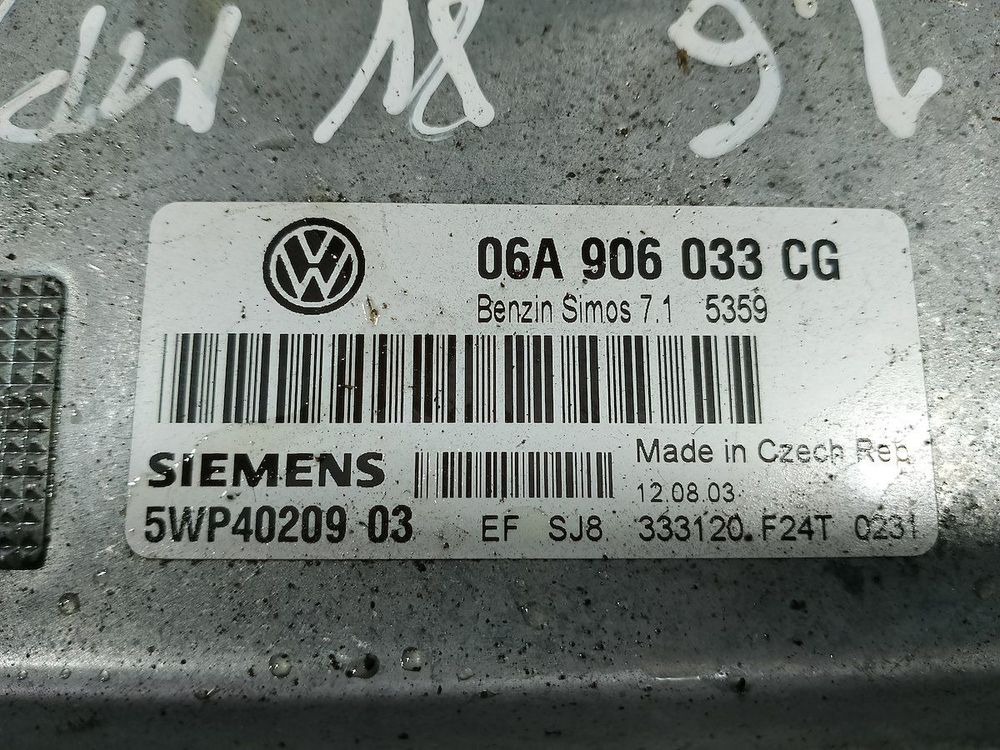 06A 906 033 CG
Benzin Simos 7.1 5359
SIEMENS
Made in Czech Rep.
12.08.03
5WP40209 03
EF SJ8 333120 F24T 0231